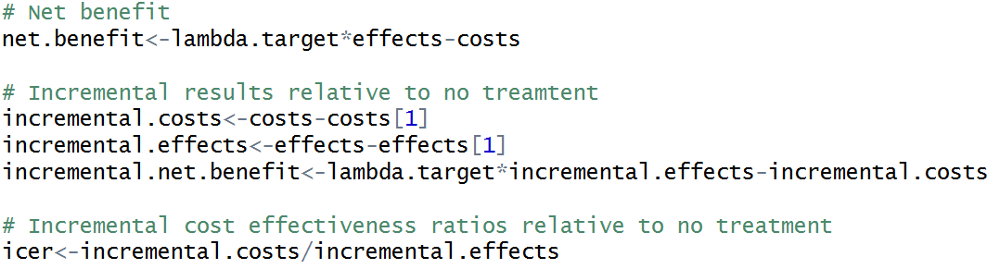 # Net benefit
net.benefit<-lambda.target*effects-costs
# Incremental results relative to no treamtent
incremental.costs<-costs-costs[1]
incremental.effects<-effects-effects[1]
incremental.net.benefit<-lambda.target*incremental.effects-incremental.costs
# Incremental cost effectiveness ratios relative to no treatment
icer<-incremental.costs/incremental.effects